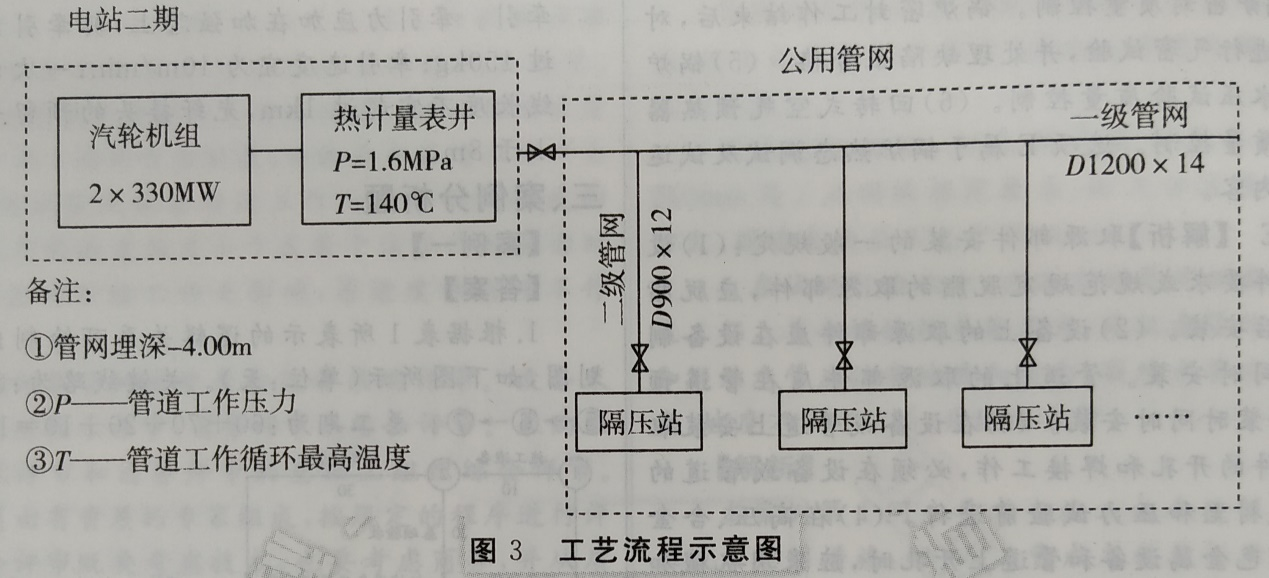 电站二期
公用管网
汽轮机组
2×330MW
热计量表井
P=1.6MPa
T=140℃
一级管网
D1200×14
二级管网
D900×12
隔压站
隔压站
隔压站
……
备注：
①管网埋深–4.00m
②P——管道工作压力
③T——管道工作循环最高温度
图 3 工艺流程示意图